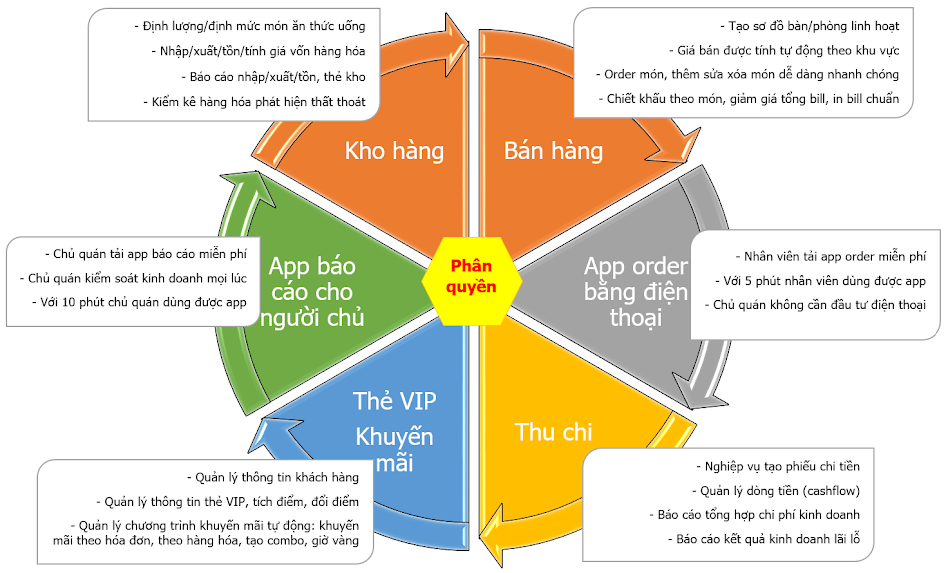 - Định lượng/định mức món ăn thức uống
- Nhập/xuất/tồn/tính giá vốn hàng hóa
- Báo cáo nhập/xuất/tồn, thẻ kho
- Kiểm kê hàng hóa phát hiện thất thoát
- Tạo sơ đồ bàn/phòng linh hoạt
- Giá bán được tính tự động theo khu vực
- Order món, thêm sửa xóa món dễ dàng nhanh chóng
- Chiết khấu theo món, giảm giá tổng bill, in bill chuẩn
Kho hàng
Bán hàng
- Chủ quán tải app báo cáo miễn phí
- Chủ quán kiểm soát kinh doanh mọi lúc
- Với 10 phút chủ quán dùng được app
App báo
cáo cho
người chủ
Phân
quyền
App order
bằng điện
thoại
- Nhân viên tải app order miễn phí
- Với 5 phút nhân viên dùng được app
- Chủ quán không cần đầu tư điện thoại
Thẻ VIP
Khuyến
mãi
Thu chi
- Quản lý thông tin khách hàng
- Quản lý thông tin thẻ VIP, tích điểm, đổi điểm
- Quản lý chương trình khuyến mãi tự động: khuyến
mãi theo hóa đơn, theo hàng hóa, tạo combo, giờ vàng
- Nghiệp vụ tạo phiếu chi tiền
- Quản lý dòng tiền (cashflow)
- Báo cáo tổng hợp chi phí kinh doanh
- Báo cáo kết quả kinh doanh lãi lỗ